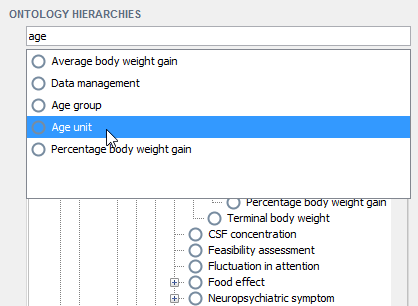 ONTOLOGY HIERARCHIES
age
Average body weight gain
Data management
Age group
Age unit
Percentage body weight gain
Percentage body weight gain
Terminal body weight
CSF concentration
Feasibility assessment
Fluctuation in attention
Food effect
Neuropsychiatric symptom